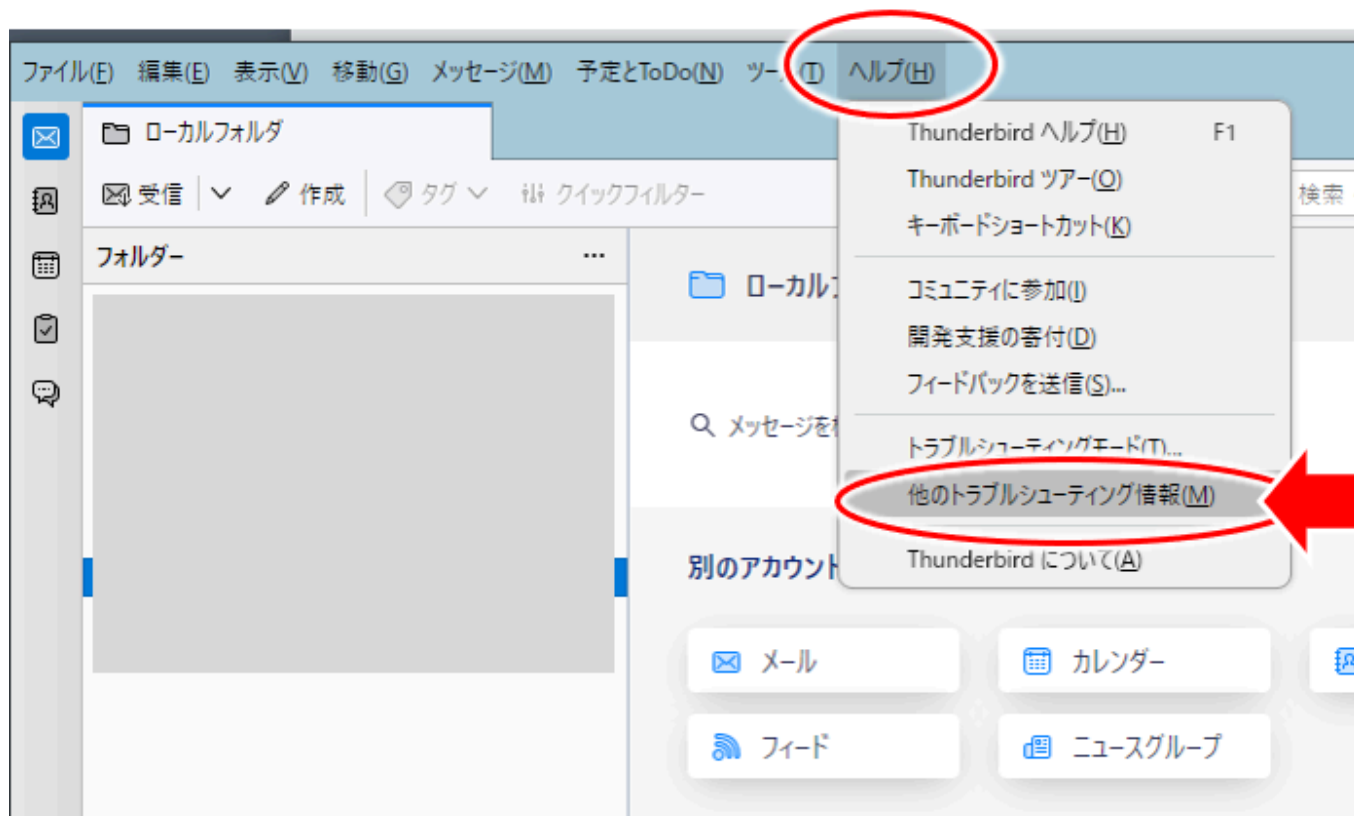 ファイル(F) 編集(E) 表示(V) 移動(G) メッセージ(M) 予定とToDo(N) ツー (T) ヘルプ(H)
ローカルフォルダ
受信 作成 タグ クイックフィルター
検索
フォルダー ...
ローカル
メッセージを
別のアカウント
メール
カレンダー
フィード
ニュースグループ
Thunderbird ヘルプ(H) F1
Thunderbird ツアー(O)
キーボードショートカット(K)
コミュニティに参加(I)
開発支援の寄付(D)
フィードバックを送信(S)...
トラブルシューティングモード(T)...
他のトラブルシューティング情報(M)
Thunderbird について(A)